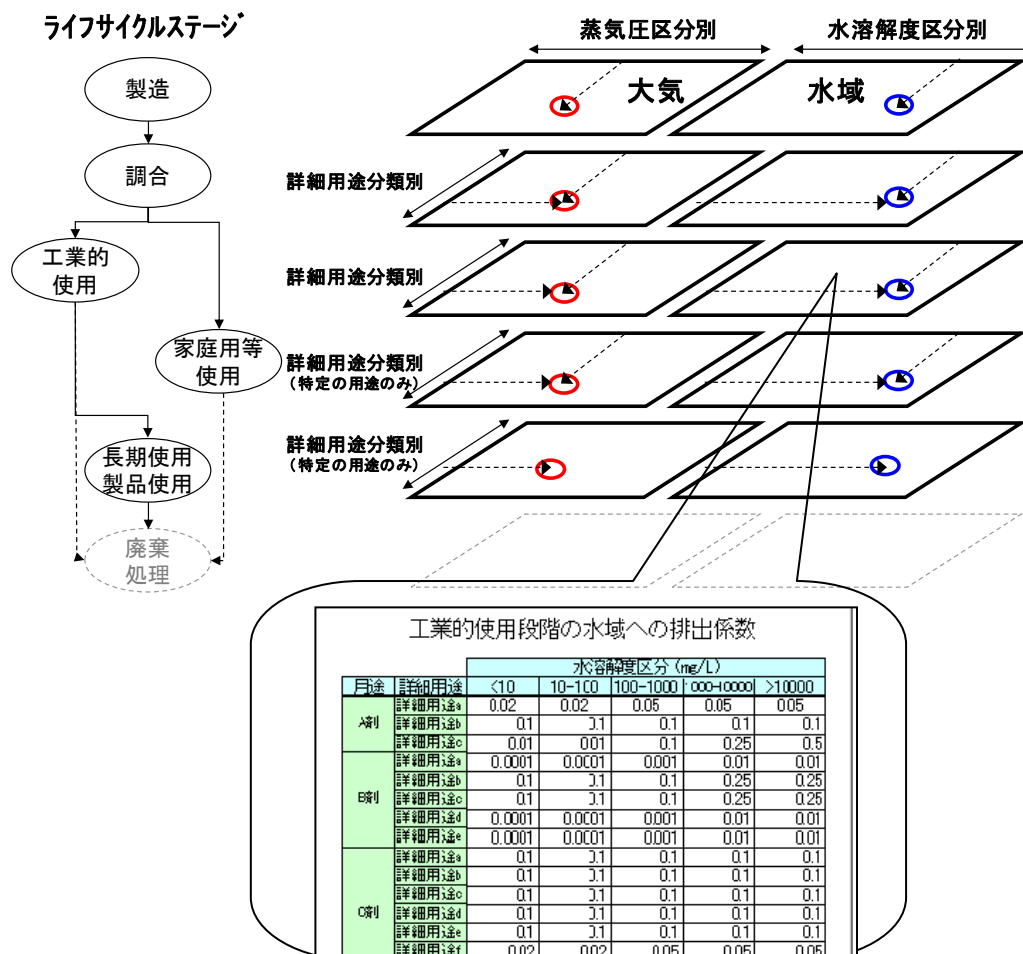 ライフサイクルステージ
製造
調合
工業的
使用
家庭用等
使用
長期使用
製品使用
廃棄
処理
蒸気圧区分別
水溶解度区分別
大気
水域
詳細用途分類別
詳細用途分類別
詳細用途分類別
(特定の用途のみ)
詳細用途分類別
(特定の用途のみ)
工業的使用段階の水域への排出係数
水溶解度区分 (mg/L)
用途 詳細用途 <10 10-100 100-1000 1000-10000 >10000
A剤
詳細用途a 0.02 0.02 0.05 0.05 0.05
詳細用途b 0.1 0.1 0.1 0.1 0.1
詳細用途c 0.01 0.01 0.1 0.25 0.5
B剤
詳細用途a 0.0001 0.0001 0.001 0.01 0.01
詳細用途b 0.1 0.1 0.1 0.25 0.25
詳細用途c 0.1 0.1 0.1 0.25 0.25
詳細用途d 0.0001 0.0001 0.001 0.01 0.01
詳細用途e 0.0001 0.0001 0.001 0.01 0.01
C剤
詳細用途a 0.1 0.1 0.1 0.1 0.1
詳細用途b 0.1 0.1 0.1 0.1 0.1
詳細用途c 0.1 0.1 0.1 0.1 0.1
詳細用途d 0.1 0.1 0.1 0.1 0.1
詳細用途e 0.1 0.1 0.1 0.1 0.1
詳細用途f 0.02 0.02 0.05 0.05 0.05